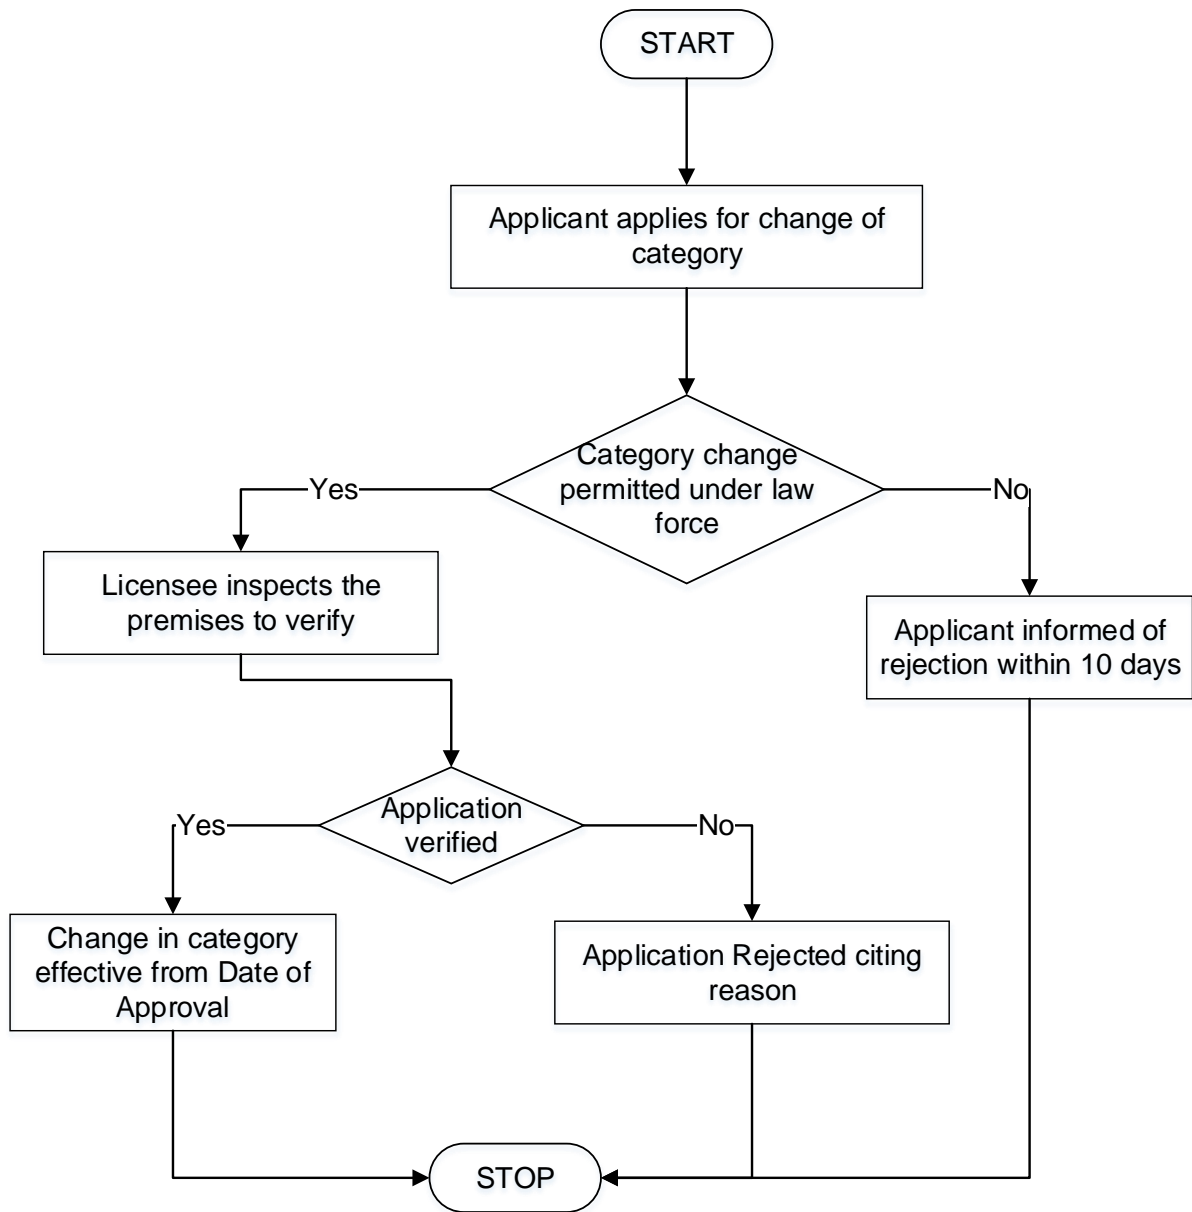 START
Applicant applies for change of
category
Category change
permitted under law
force
Yes
No
Licensee inspects the
premises to verify
Applicant informed of
rejection within 10 days
Application
verified
Yes
No
Change in category
effective from Date of
Approval
Application Rejected citing
reason
STOP